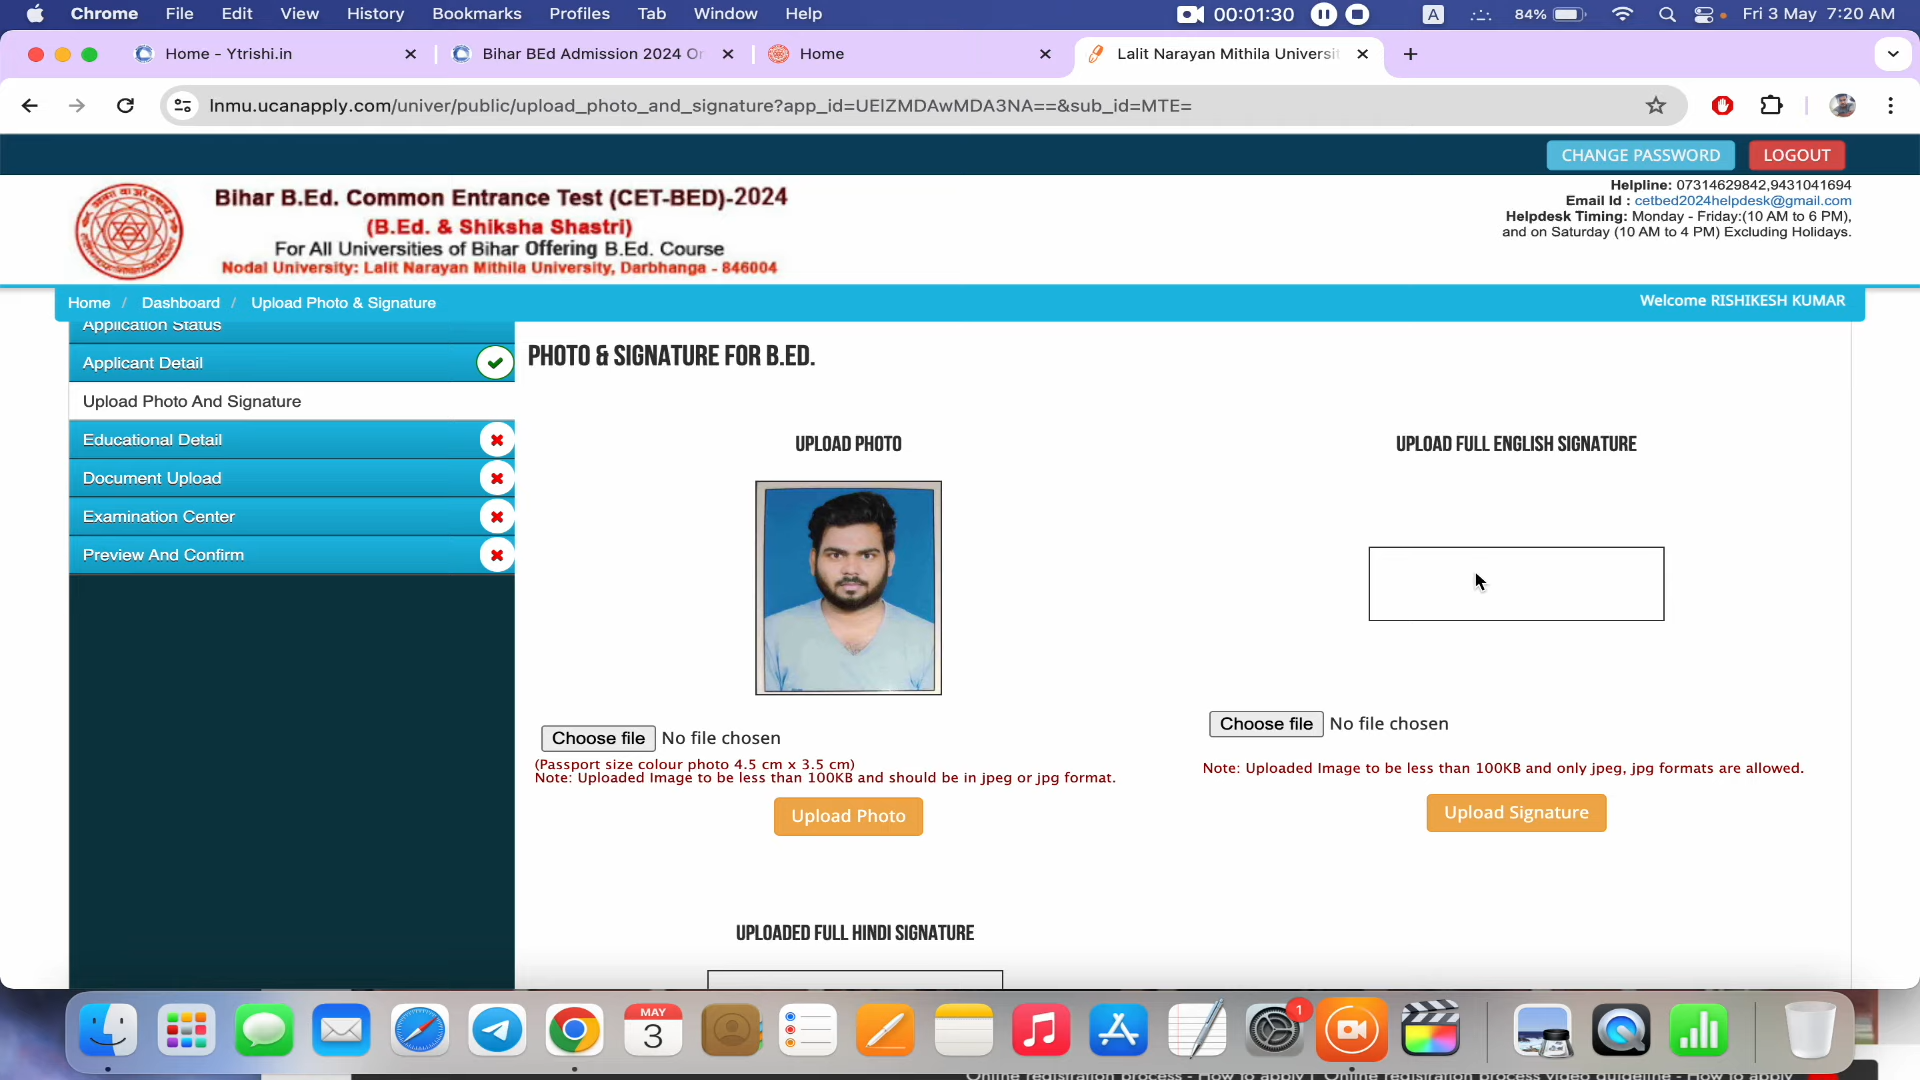 Chrome File Edit View History Bookmarks Profiles Tab Window Help 00:01:30 A 84% Fri 3 May 7:20 AM
Home - Ytrishi.in Bihar BEd Admission 2024 Home Lalit Narayan Mithila Universit
lnmu.ucanapply.com/univer/public/upload_photo_and_signature?app_id=UElZMDAwMDA3NA==&sub_id=MTE=
CHANGE PASSWORD LOGOUT
Bihar B.Ed. Common Entrance Test (CET-BED)-2024
(B.Ed. & Shiksha Shastri)
For All Universities of Bihar Offering B.Ed. Course
Nodal University: Lalit Narayan Mithila University, Darbhanga - 846004
Helpline: 07314629842,9431041694
Email Id : cetbed2024helpdesk@gmail.com
Helpdesk Timing: Monday - Friday:(10 AM to 6 PM),
and on Saturday (10 AM to 4 PM) Excluding Holidays.
Home / Dashboard / Upload Photo & Signature
Welcome RISHIKESH KUMAR
Application Status
Applicant Detail
Upload Photo And Signature
Educational Detail
Document Upload
Examination Center
Preview And Confirm
PHOTO & SIGNATURE FOR B.ED.
UPLOAD PHOTO
Choose file No file chosen
(Passport size colour photo 4.5 cm x 3.5 cm)
Note: Uploaded Image to be less than 100KB and should be in jpeg or jpg format.
Upload Photo
UPLOAD FULL ENGLISH SIGNATURE
Choose file No file chosen
Note: Uploaded Image to be less than 100KB and only jpeg, jpg formats are allowed.
Upload Signature
UPLOADED FULL HINDI SIGNATURE
MAY
3
1